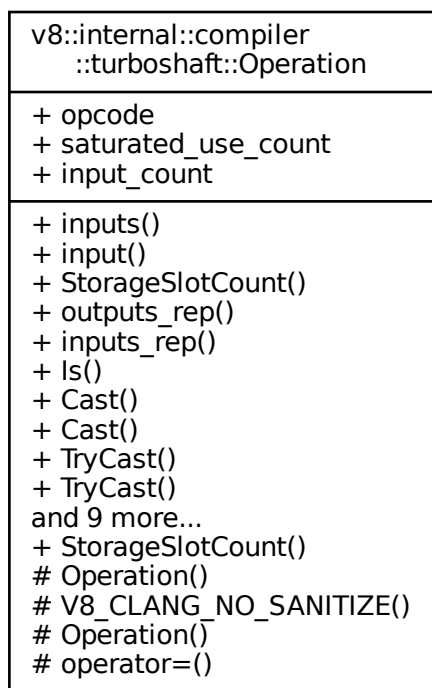 v8::internal::compiler
::turboshaft::Operation
+ opcode
+ saturated_use_count
+ input_count
+ inputs()
+ input()
+ StorageSlotCount()
+ outputs_rep()
+ inputs_rep()
+ Is()
+ Cast()
+ Cast()
+ TryCast()
+ TryCast()
and 9 more...
+ StorageSlotCount()
# Operation()
# V8_CLANG_NO_SANITIZE()
# Operation()
# operator=()